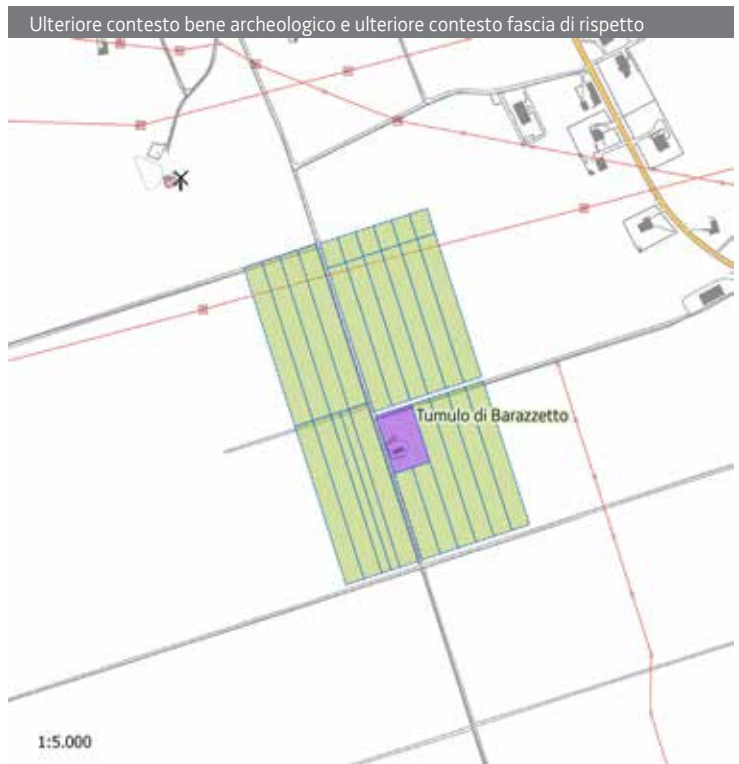 Ulteriore contesto bene archeologico e ulteriore contesto fascia di rispetto
Tumulo di Barazzetto
1:5.000